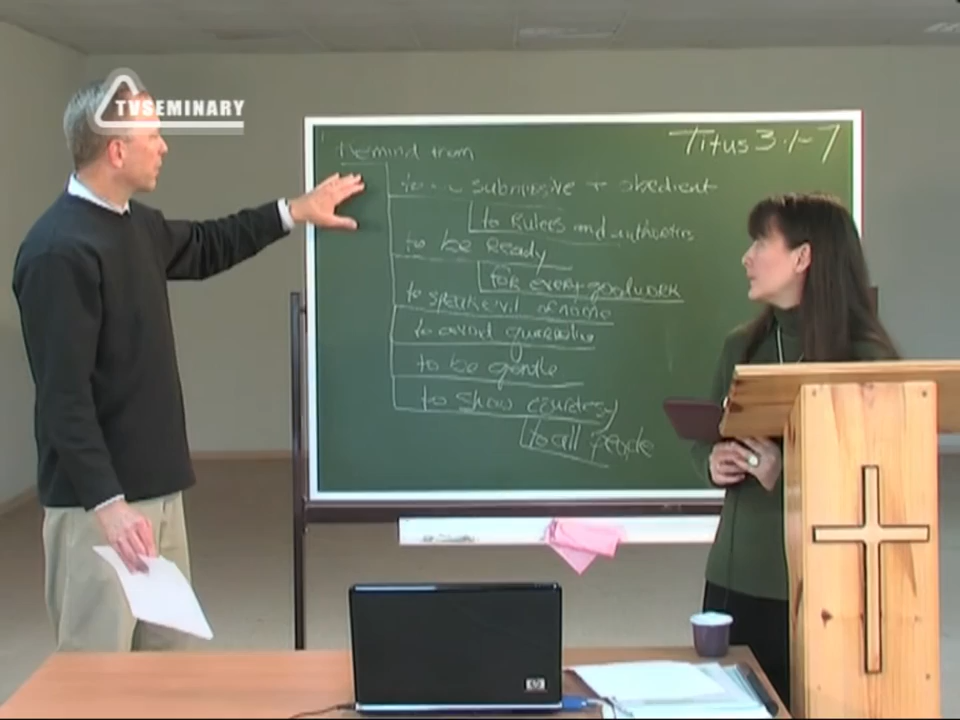 TVSEMINARY
Titus 3:1-7
Remind them
to be submissive + obedient
to Rulers and authorities
to be Ready
for every good work
to speak evil of none
to avoid quarreling
to be gentle
to show courtesy
to all people
hp